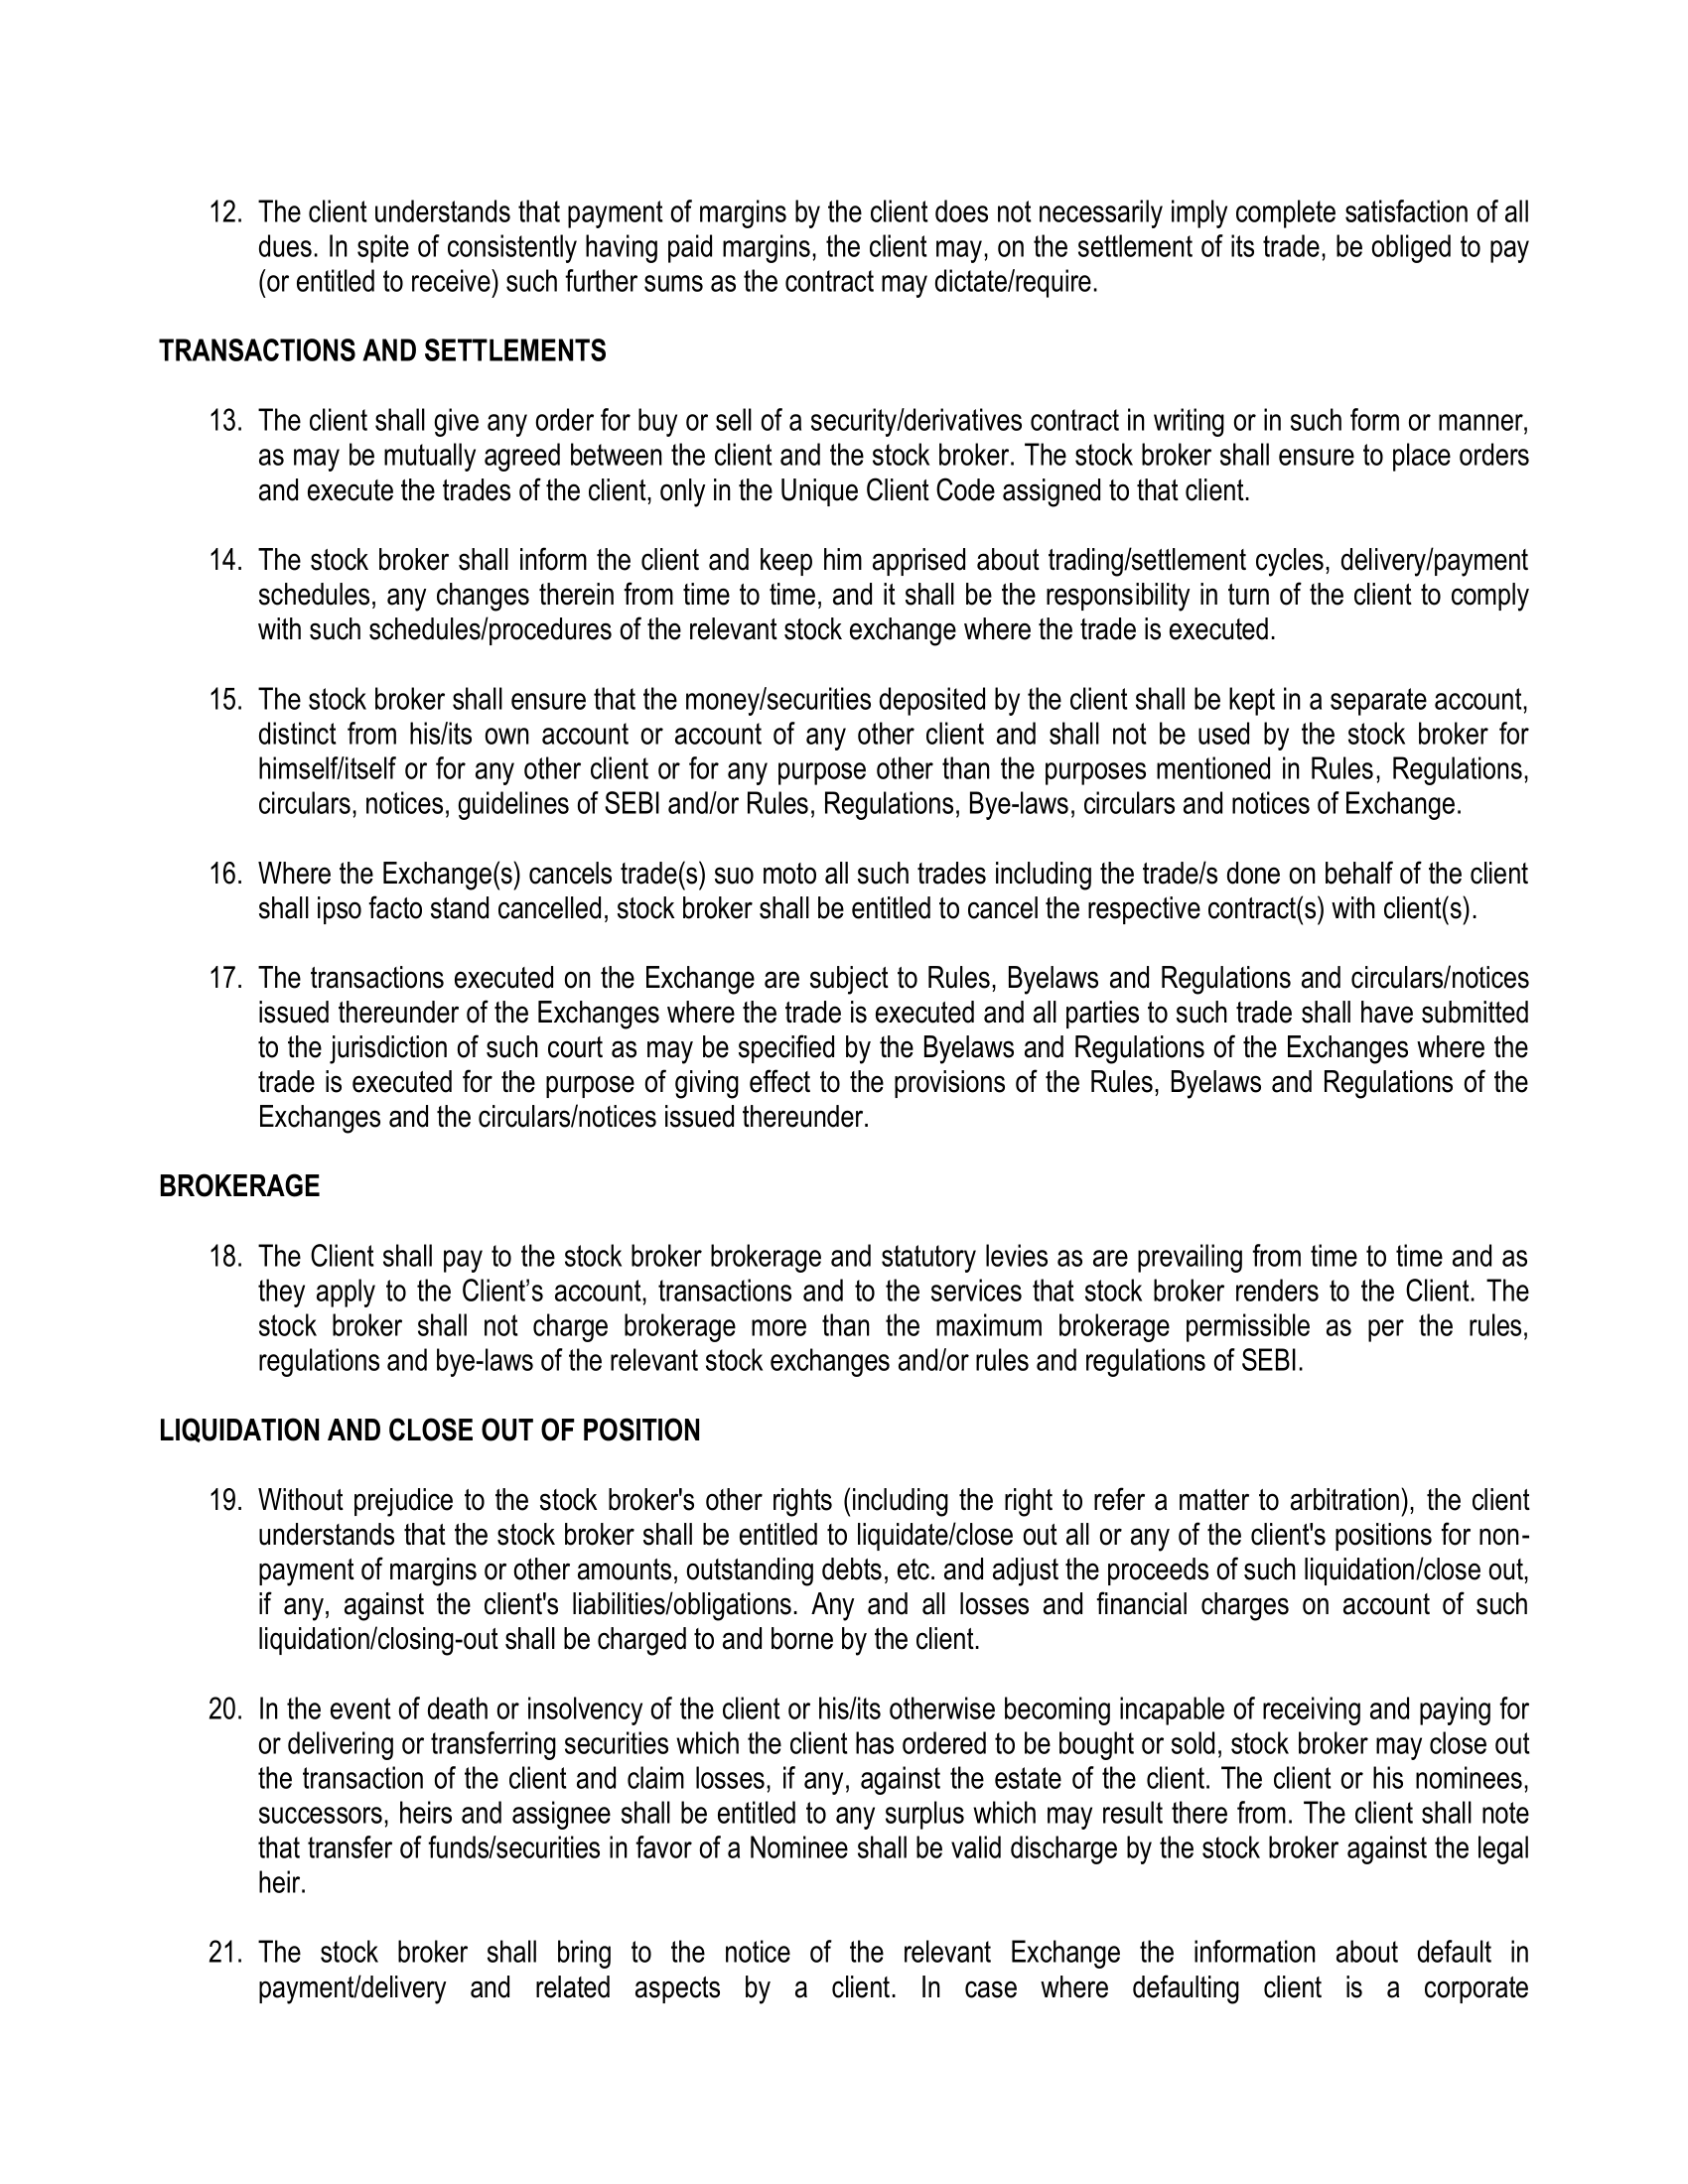 12. The client understands that payment of margins by the client does not necessarily imply complete satisfaction of all
dues. In spite of consistently having paid margins, the client may, on the settlement of its trade, be obliged to pay
(or entitled to receive) such further sums as the contract may dictate/require.
TRANSACTIONS AND SETTLEMENTS
13. The client shall give any order for buy or sell of a security/derivatives contract in writing or in such form or manner,
as may be mutually agreed between the client and the stock broker. The stock broker shall ensure to place orders
and execute the trades of the client, only in the Unique Client Code assigned to that client.
14. The stock broker shall inform the client and keep him apprised about trading/settlement cycles, delivery/payment
schedules, any changes therein from time to time, and it shall be the responsibility in turn of the client to comply
with such schedules/procedures of the relevant stock exchange where the trade is executed.
15. The stock broker shall ensure that the money/securities deposited by the client shall be kept in a separate account,
distinct from his/its own account or account of any other client and shall not be used by the stock broker for
himself/itself or for any other client or for any purpose other than the purposes mentioned in Rules, Regulations,
circulars, notices, guidelines of SEBI and/or Rules, Regulations, Bye-laws, circulars and notices of Exchange.
16. Where the Exchange(s) cancels trade(s) suo moto all such trades including the trade/s done on behalf of the client
shall ipso facto stand cancelled, stock broker shall be entitled to cancel the respective contract(s) with client(s).
17. The transactions executed on the Exchange are subject to Rules, Byelaws and Regulations and circulars/notices
issued thereunder of the Exchanges where the trade is executed and all parties to such trade shall have submitted
to the jurisdiction of such court as may be specified by the Byelaws and Regulations of the Exchanges where the
trade is executed for the purpose of giving effect to the provisions of the Rules, Byelaws and Regulations of the
Exchanges and the circulars/notices issued thereunder.
BROKERAGE
18. The Client shall pay to the stock broker brokerage and statutory levies as are prevailing from time to time and as
they apply to the Client’s account, transactions and to the services that stock broker renders to the Client. The
stock broker shall not charge brokerage more than the maximum brokerage permissible as per the rules,
regulations and bye-laws of the relevant stock exchanges and/or rules and regulations of SEBI.
LIQUIDATION AND CLOSE OUT OF POSITION
19. Without prejudice to the stock broker's other rights (including the right to refer a matter to arbitration), the client
understands that the stock broker shall be entitled to liquidate/close out all or any of the client's positions for non-
payment of margins or other amounts, outstanding debts, etc. and adjust the proceeds of such liquidation/close out,
if any, against the client's liabilities/obligations. Any and all losses and financial charges on account of such
liquidation/closing-out shall be charged to and borne by the client.
20. In the event of death or insolvency of the client or his/its otherwise becoming incapable of receiving and paying for
or delivering or transferring securities which the client has ordered to be bought or sold, stock broker may close out
the transaction of the client and claim losses, if any, against the estate of the client. The client or his nominees,
successors, heirs and assignee shall be entitled to any surplus which may result there from. The client shall note
that transfer of funds/securities in favor of a Nominee shall be valid discharge by the stock broker against the legal
heir.
21. The stock broker shall bring to the notice of the relevant Exchange the information about default in
payment/delivery and related aspects by a client. In case where defaulting client is a corporate